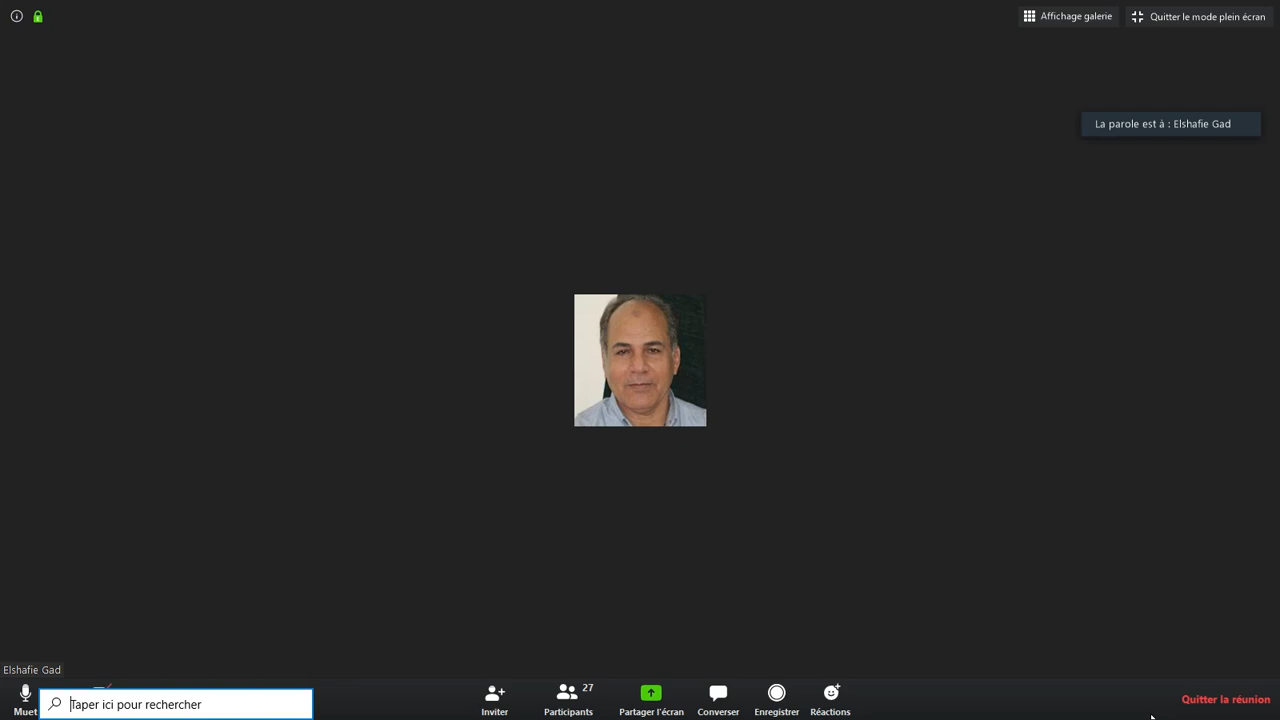 Affichage galerie
Quitter le mode plein écran
La parole est à : Elshafie Gad
Elshafie Gad
Muet
Taper ici pour rechercher
Inviter
Participants
27
Partager l'écran
Converser
Enregistrer
Réactions
Quitter la réunion